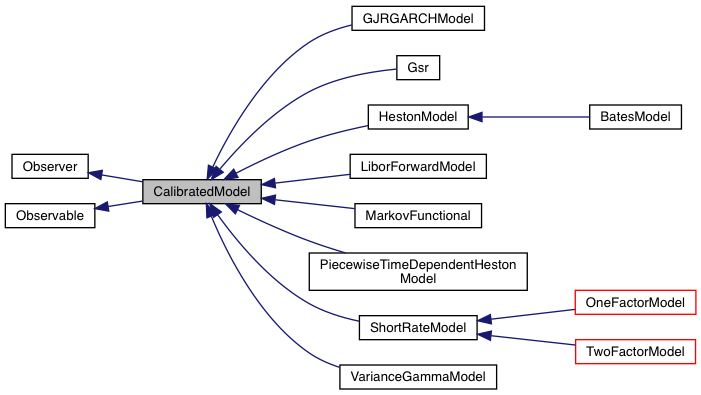 GJRGARCHModel
Gsr
HestonModel
BatesModel
Observer
LiborForwardModel
CalibratedModel
Observable
MarkovFunctional
PiecewiseTimeDependentHeston
Model
OneFactorModel
ShortRateModel
TwoFactorModel
VarianceGammaModel